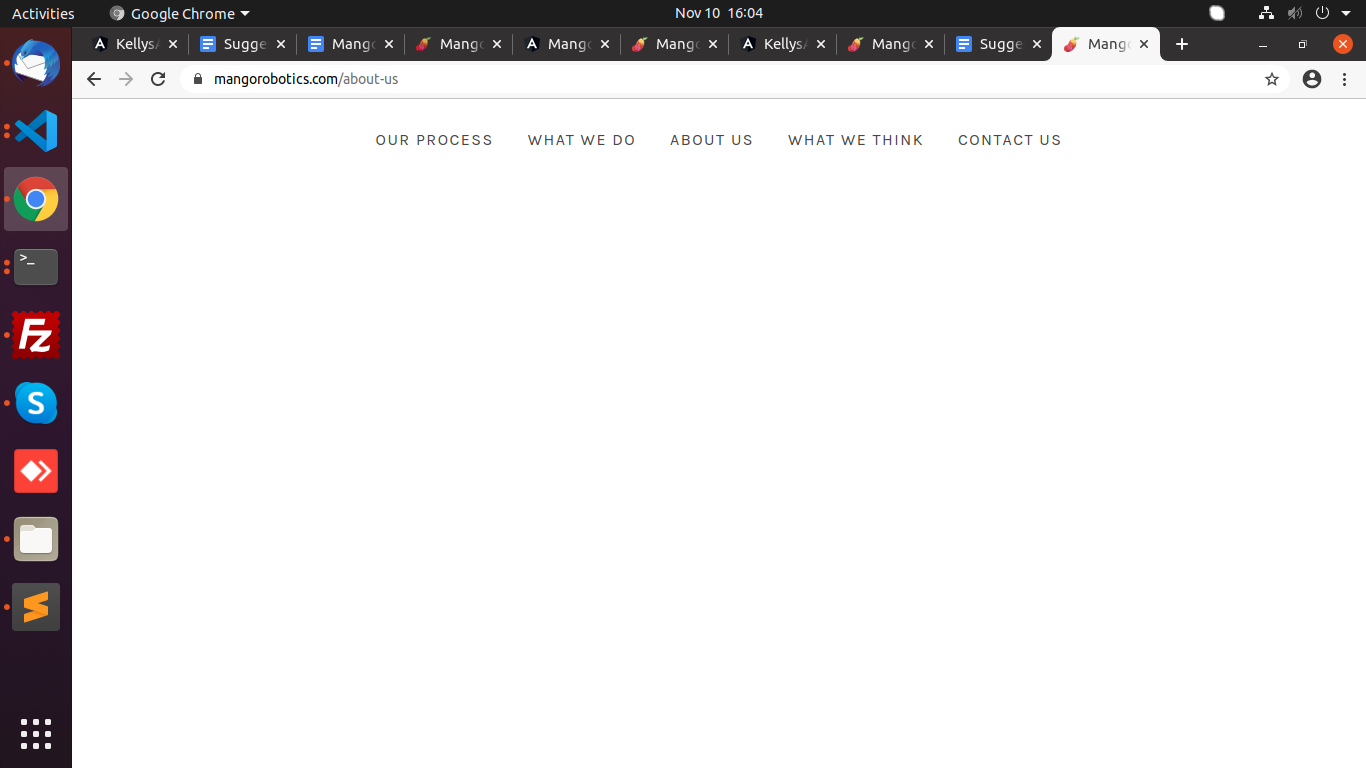 Activities Google Chrome Nov 10 16:04
KellysA Sugge Mango Mango Mango Mango KellysA Mango Sugge Mango
mangorobotics.com/about-us
OUR PROCESS WHAT WE DO ABOUT US WHAT WE THINK CONTACT US
>_
Fz
S